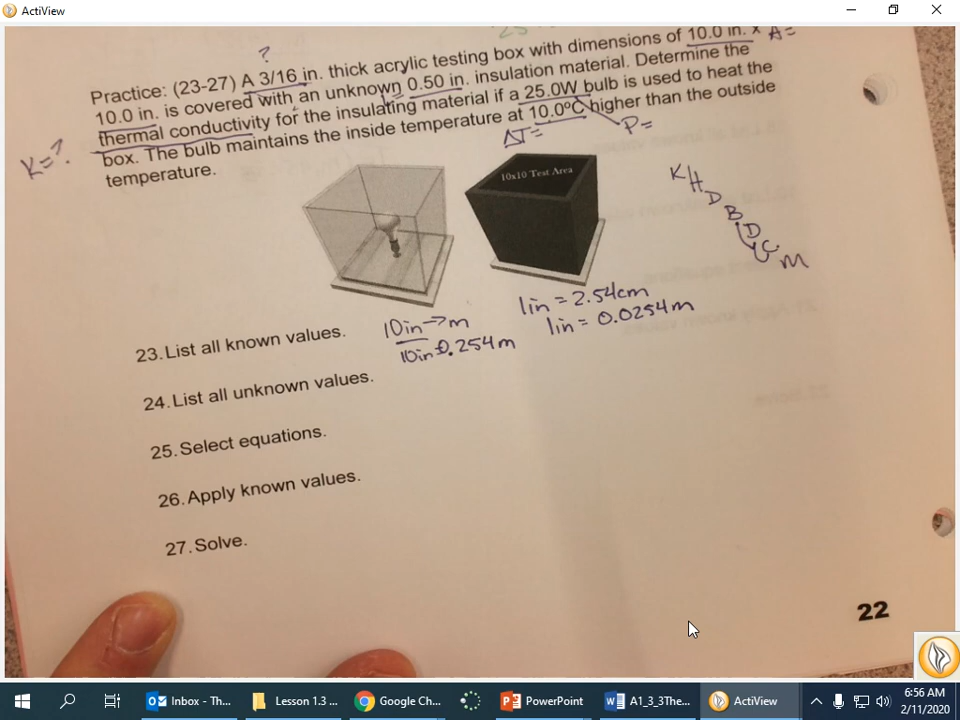 ActiView
?
Practice: (23-27) A 3/16 in. thick acrylic testing box with dimensions of 10.0 in. x A=
10.0 in. is covered with an unknown 0.50 in. insulation material. Determine the
L=
thermal conductivity for the insulating material if a 25.0W bulb is used to heat the
K=?
box. The bulb maintains the inside temperature at 10.0ºC higher than the outside
temperature.
ΔT=
P=
10x10 Test Area
K
H
D
B
D
C
M
1in = 2.54cm
1in = 0.0254m
10in→m
10in=0.254m
23. List all known values.
24. List all unknown values.
25. Select equations.
26. Apply known values.
27. Solve.
22
Inbox - Th...
Lesson 1.3 ...
Google Ch...
PowerPoint
A1_3_3The...
ActiView
6:56 AM
2/11/2020